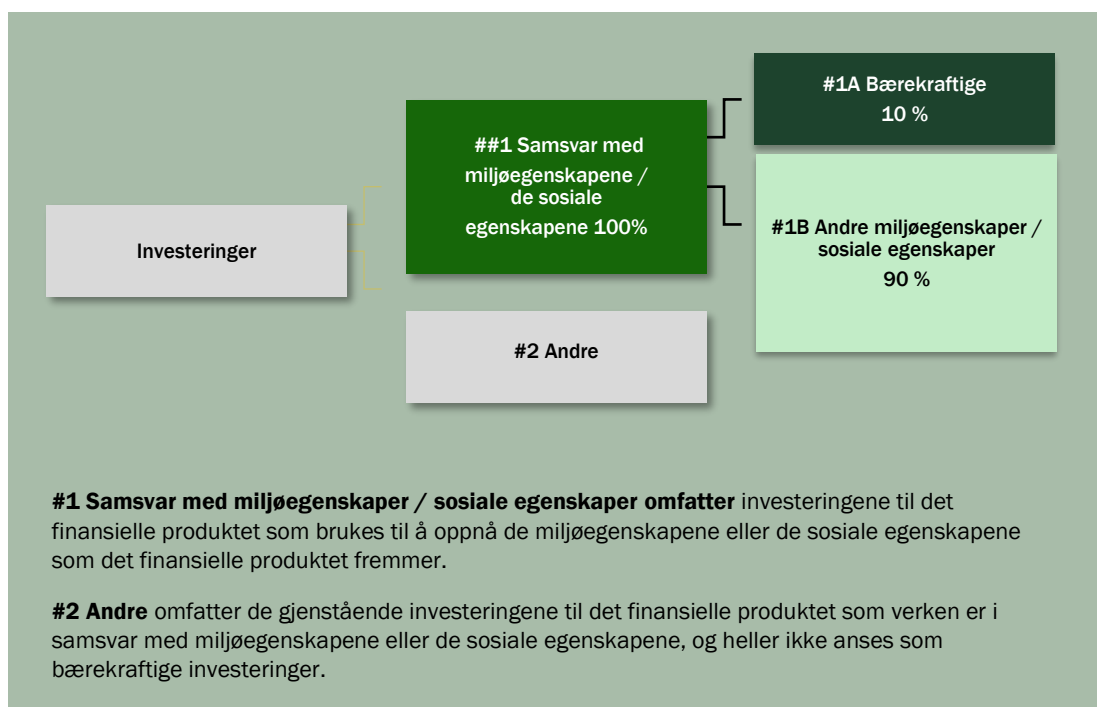 Investeringer
##1 Samsvar med
miljøegenskapene /
de sosiale
egenskapene 100%
#2 Andre
#1A Bærekraftige
10 %
#1B Andre miljøegenskaper /
sosiale egenskaper
90 %
#1 Samsvar med miljøegenskaper / sosiale egenskaper omfatter investeringene til det
finansielle produktet som brukes til å oppnå de miljøegenskapene eller de sosiale egenskapene
som det finansielle produktet fremmer.
#2 Andre omfatter de gjenstående investeringene til det finansielle produktet som verken er i
samsvar med miljøegenskapene eller de sosiale egenskapene, og heller ikke anses som
bærekraftige investeringer.